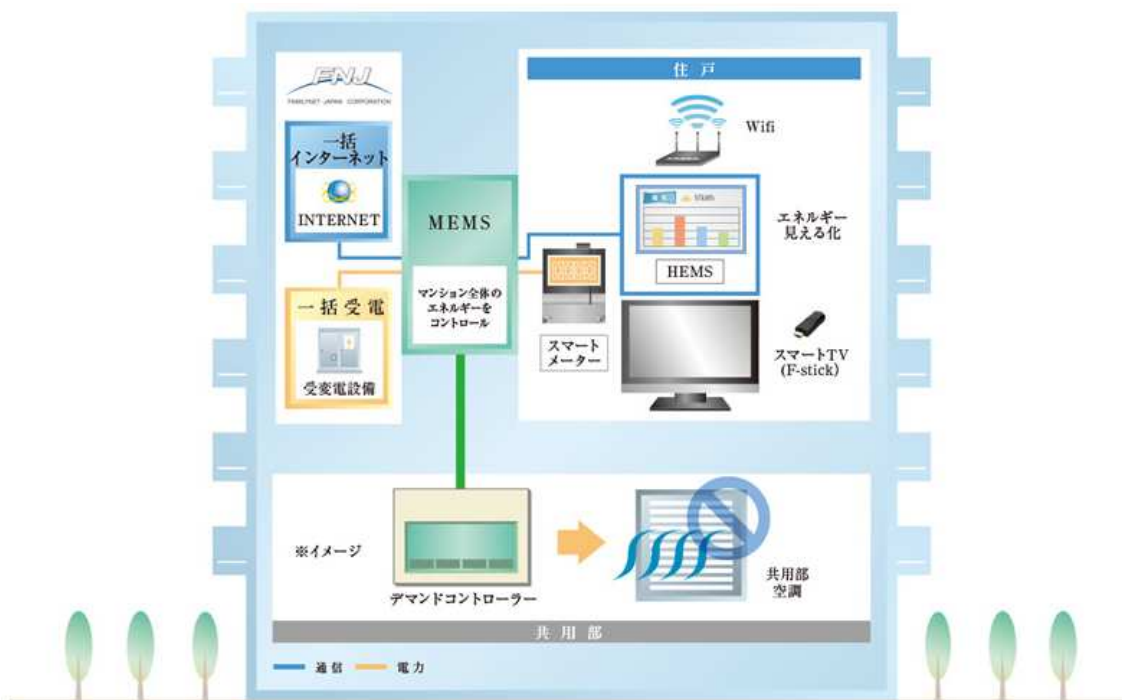 FNJ
FAMILYNET JAPAN CORPORATION
一括
インターネット
INTERNET
一括受電
受変電設備
MEMS
マンション全体の
エネルギーを
コントロール
住戸
Wifi
エネルギー
見える化
HEMS
スマート
メーター
スマートTV
(F-stick)
※イメージ
デマンドコントローラー
共用部
空調
共用部
通信
電力